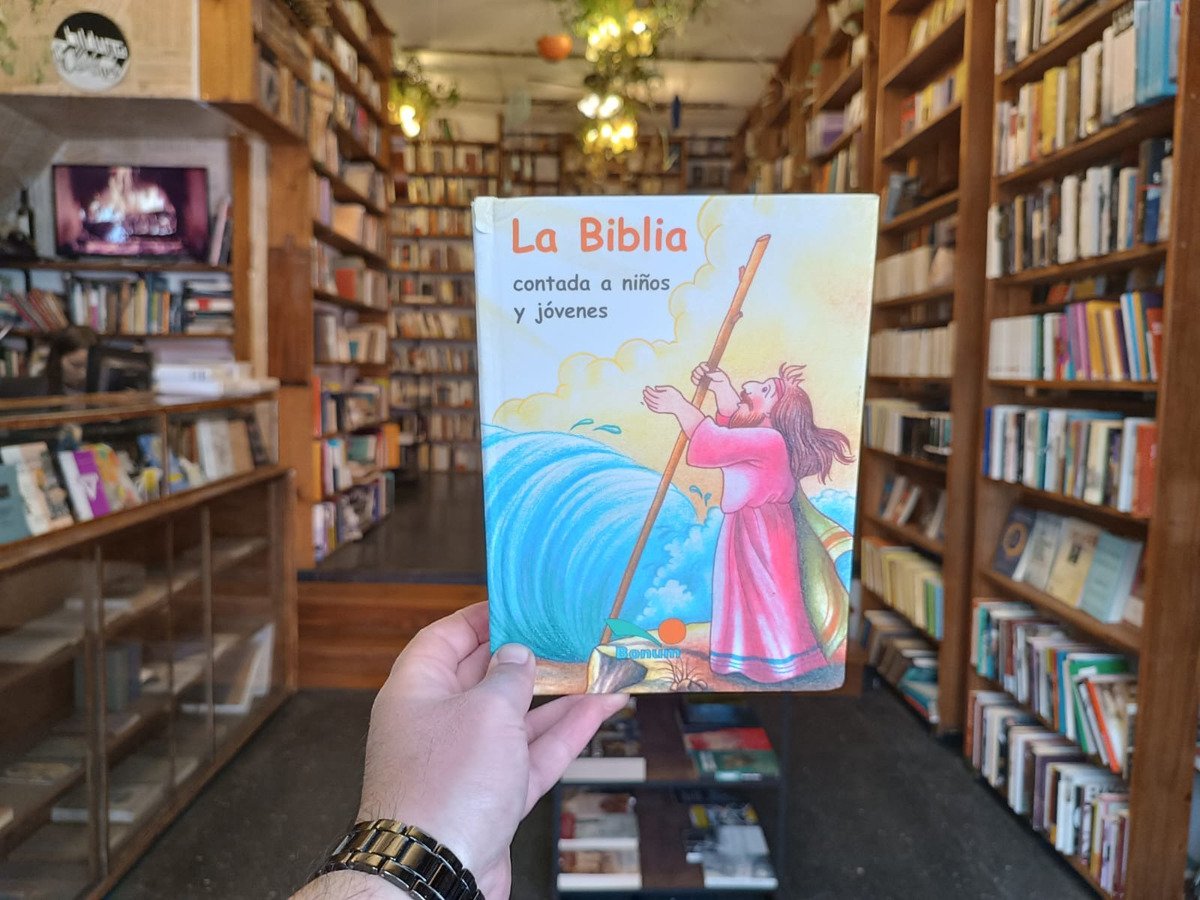 La Biblia
contada a niños
y jóvenes
Bonum